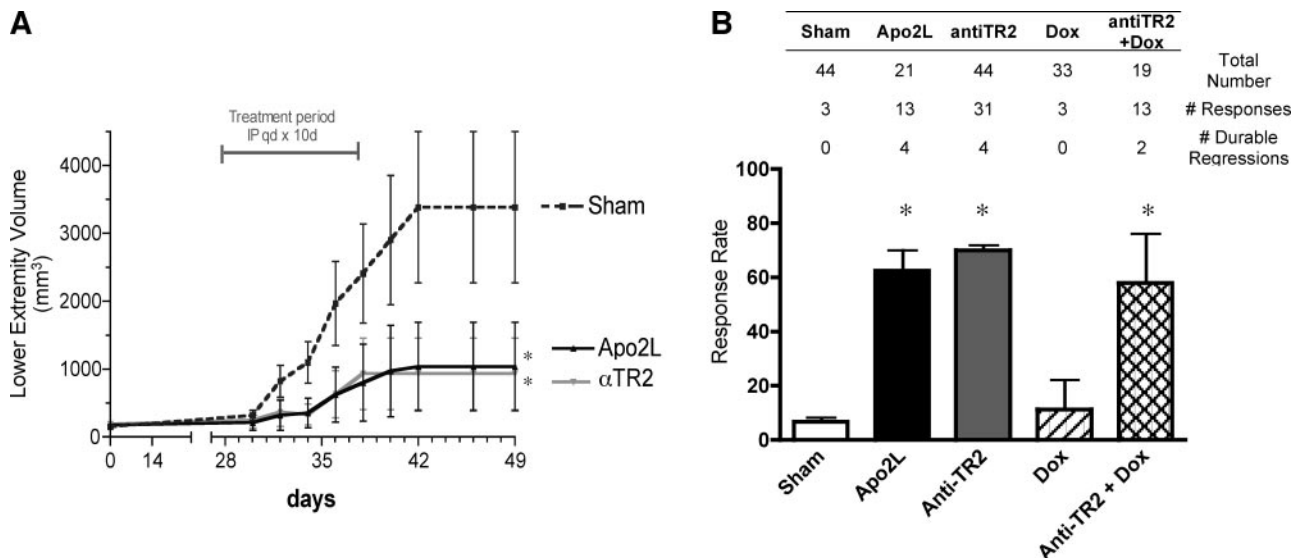 A
Treatment period
IP qd x 10d
Lower Extremity Volume
(mm³)
4000
3000
2000
1000
0
0 14 28 35 42 49
days
Sham
Apo2L
αTR2
*
*
B
Sham Apo2L antiTR2 Dox antiTR2
+Dox
44 21 44 33 19 Total
Number
3 13 31 3 13 # Responses
0 4 4 0 2 # Durable
Regressions
Response Rate
100
80
60
40
20
0
* * *
Sham Apo2L Anti-TR2 Dox Anti-TR2 + Dox